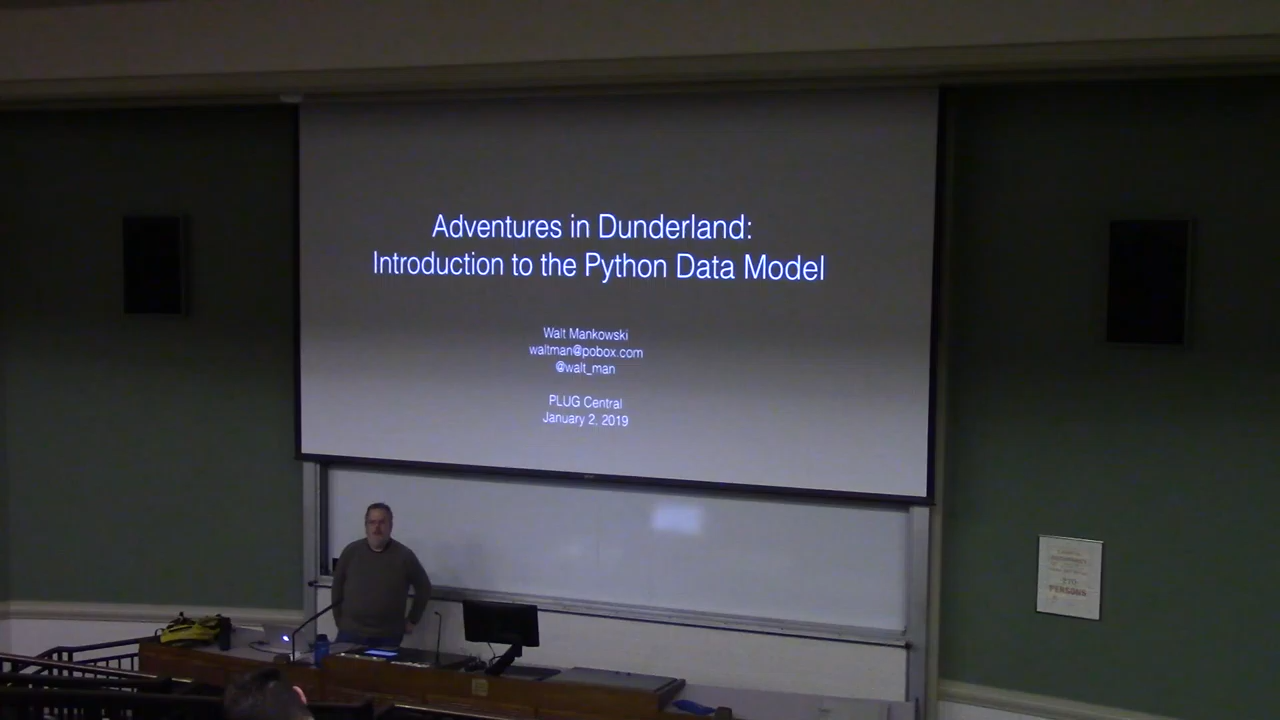 Adventures in Dunderland:
Introduction to the Python Data Model
Walt Mankowski
waltman@pobox.com
@walt_man
PLUG Central
January 2, 2019
PERSONS